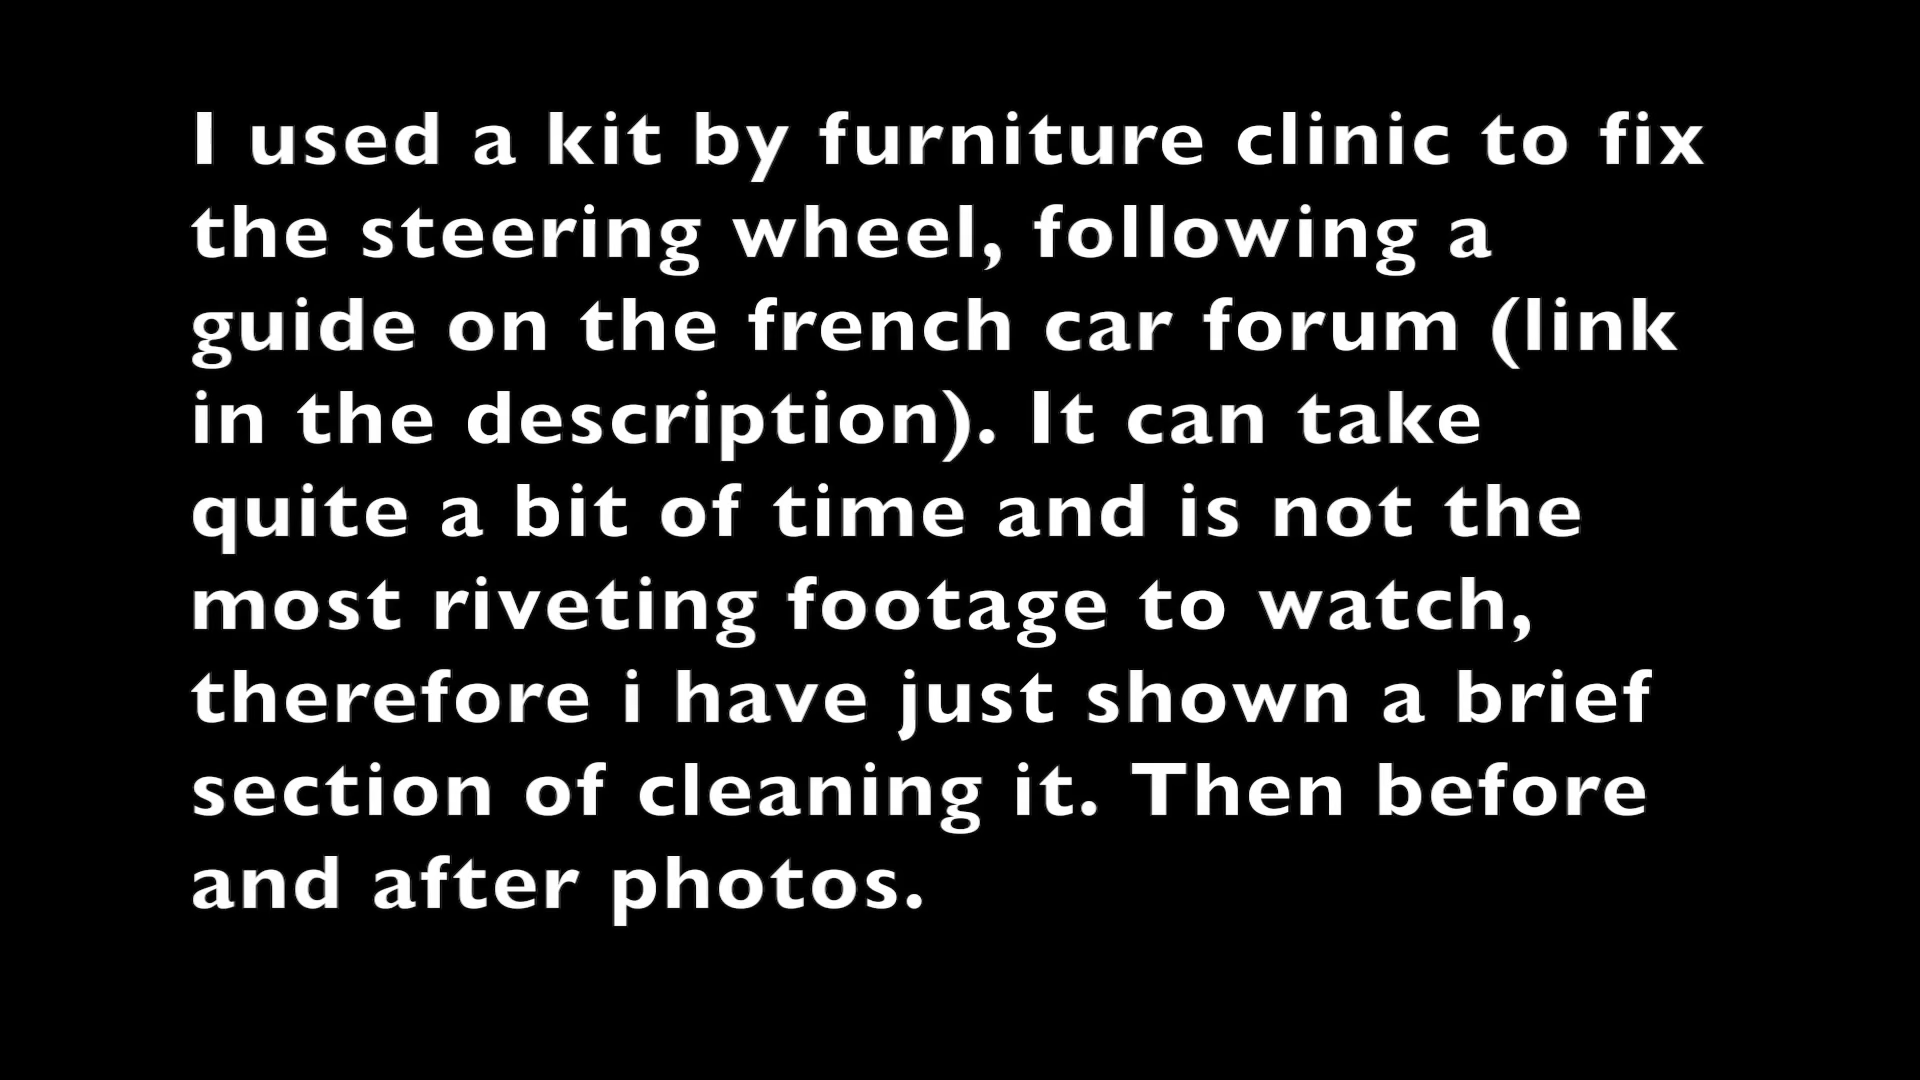 I used a kit by furniture clinic to fix
the steering wheel, following a
guide on the french car forum (link
in the description). It can take
quite a bit of time and is not the
most riveting footage to watch,
therefore i have just shown a brief
section of cleaning it. Then before
and after photos.